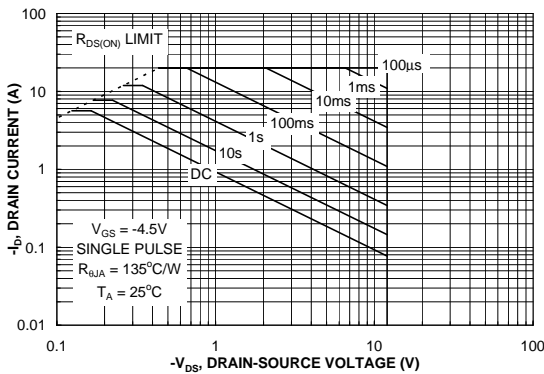 100
10
1
0.1
0.01
0.1
1
10
100
-I_D, DRAIN CURRENT (A)
-V_DS, DRAIN-SOURCE VOLTAGE (V)
R_DS(ON) LIMIT
100µs
1ms
10ms
100ms
1s
10s
DC
V_GS = -4.5V
SINGLE PULSE
R_θJA = 135°C/W
T_A = 25°C